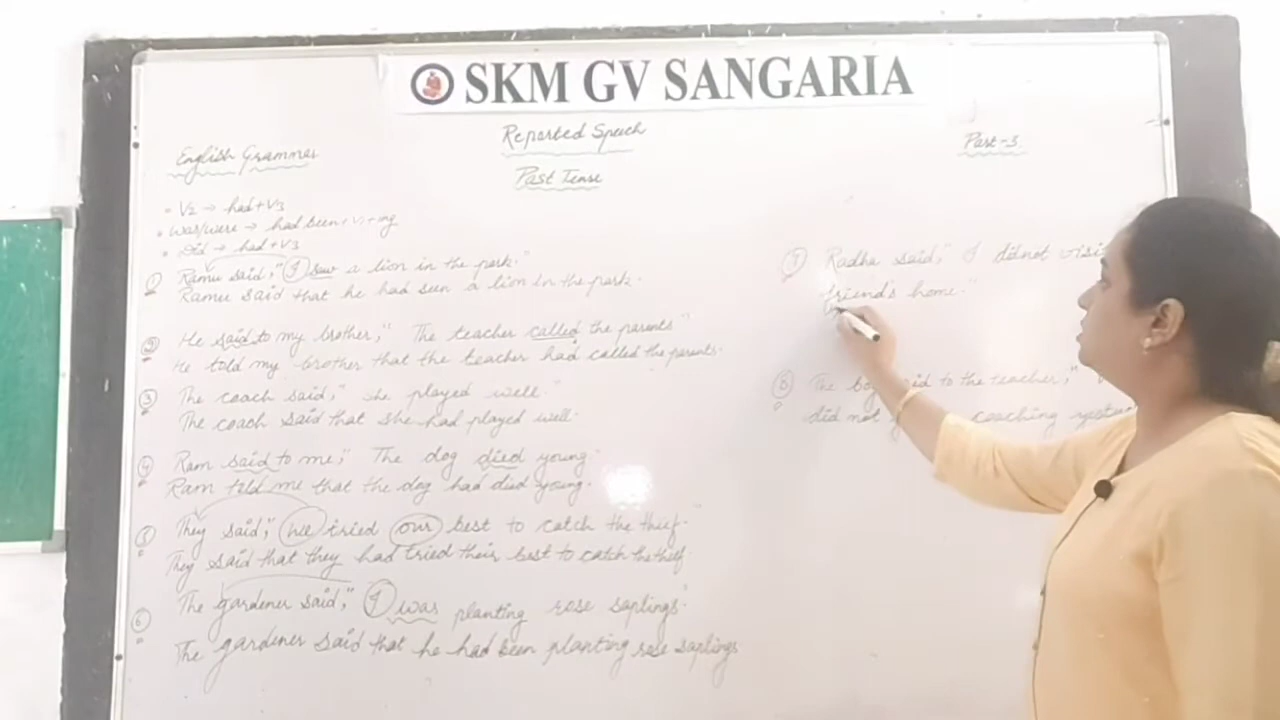 SKM GV SANGARIA
Reported Speech
Part-3
English Grammar
Past Tense
• V2 → had+V3
• Was/were → had been+V1+ing
• Did → had+V3
① Ramu said," I saw a lion in the park."
Ramu said that he had seen a lion in the park.
② He said to my brother," The teacher called the parents"
He told my brother that the teacher had called the parents.
③ The coach said," she played well."
The coach said that she had played well.
④ Ram said to me," The dog died young."
Ram told me that the dog had died young.
⑤ They said," we tried our best to catch the thief."
They said that they had tried their best to catch the thief
⑥ The gardener said," I was planting rose saplings."
The gardener said that he had been planting rose saplings
⑦ Radha said," I didnot
friend's home."
⑧ The to the teacher,"
did not coaching